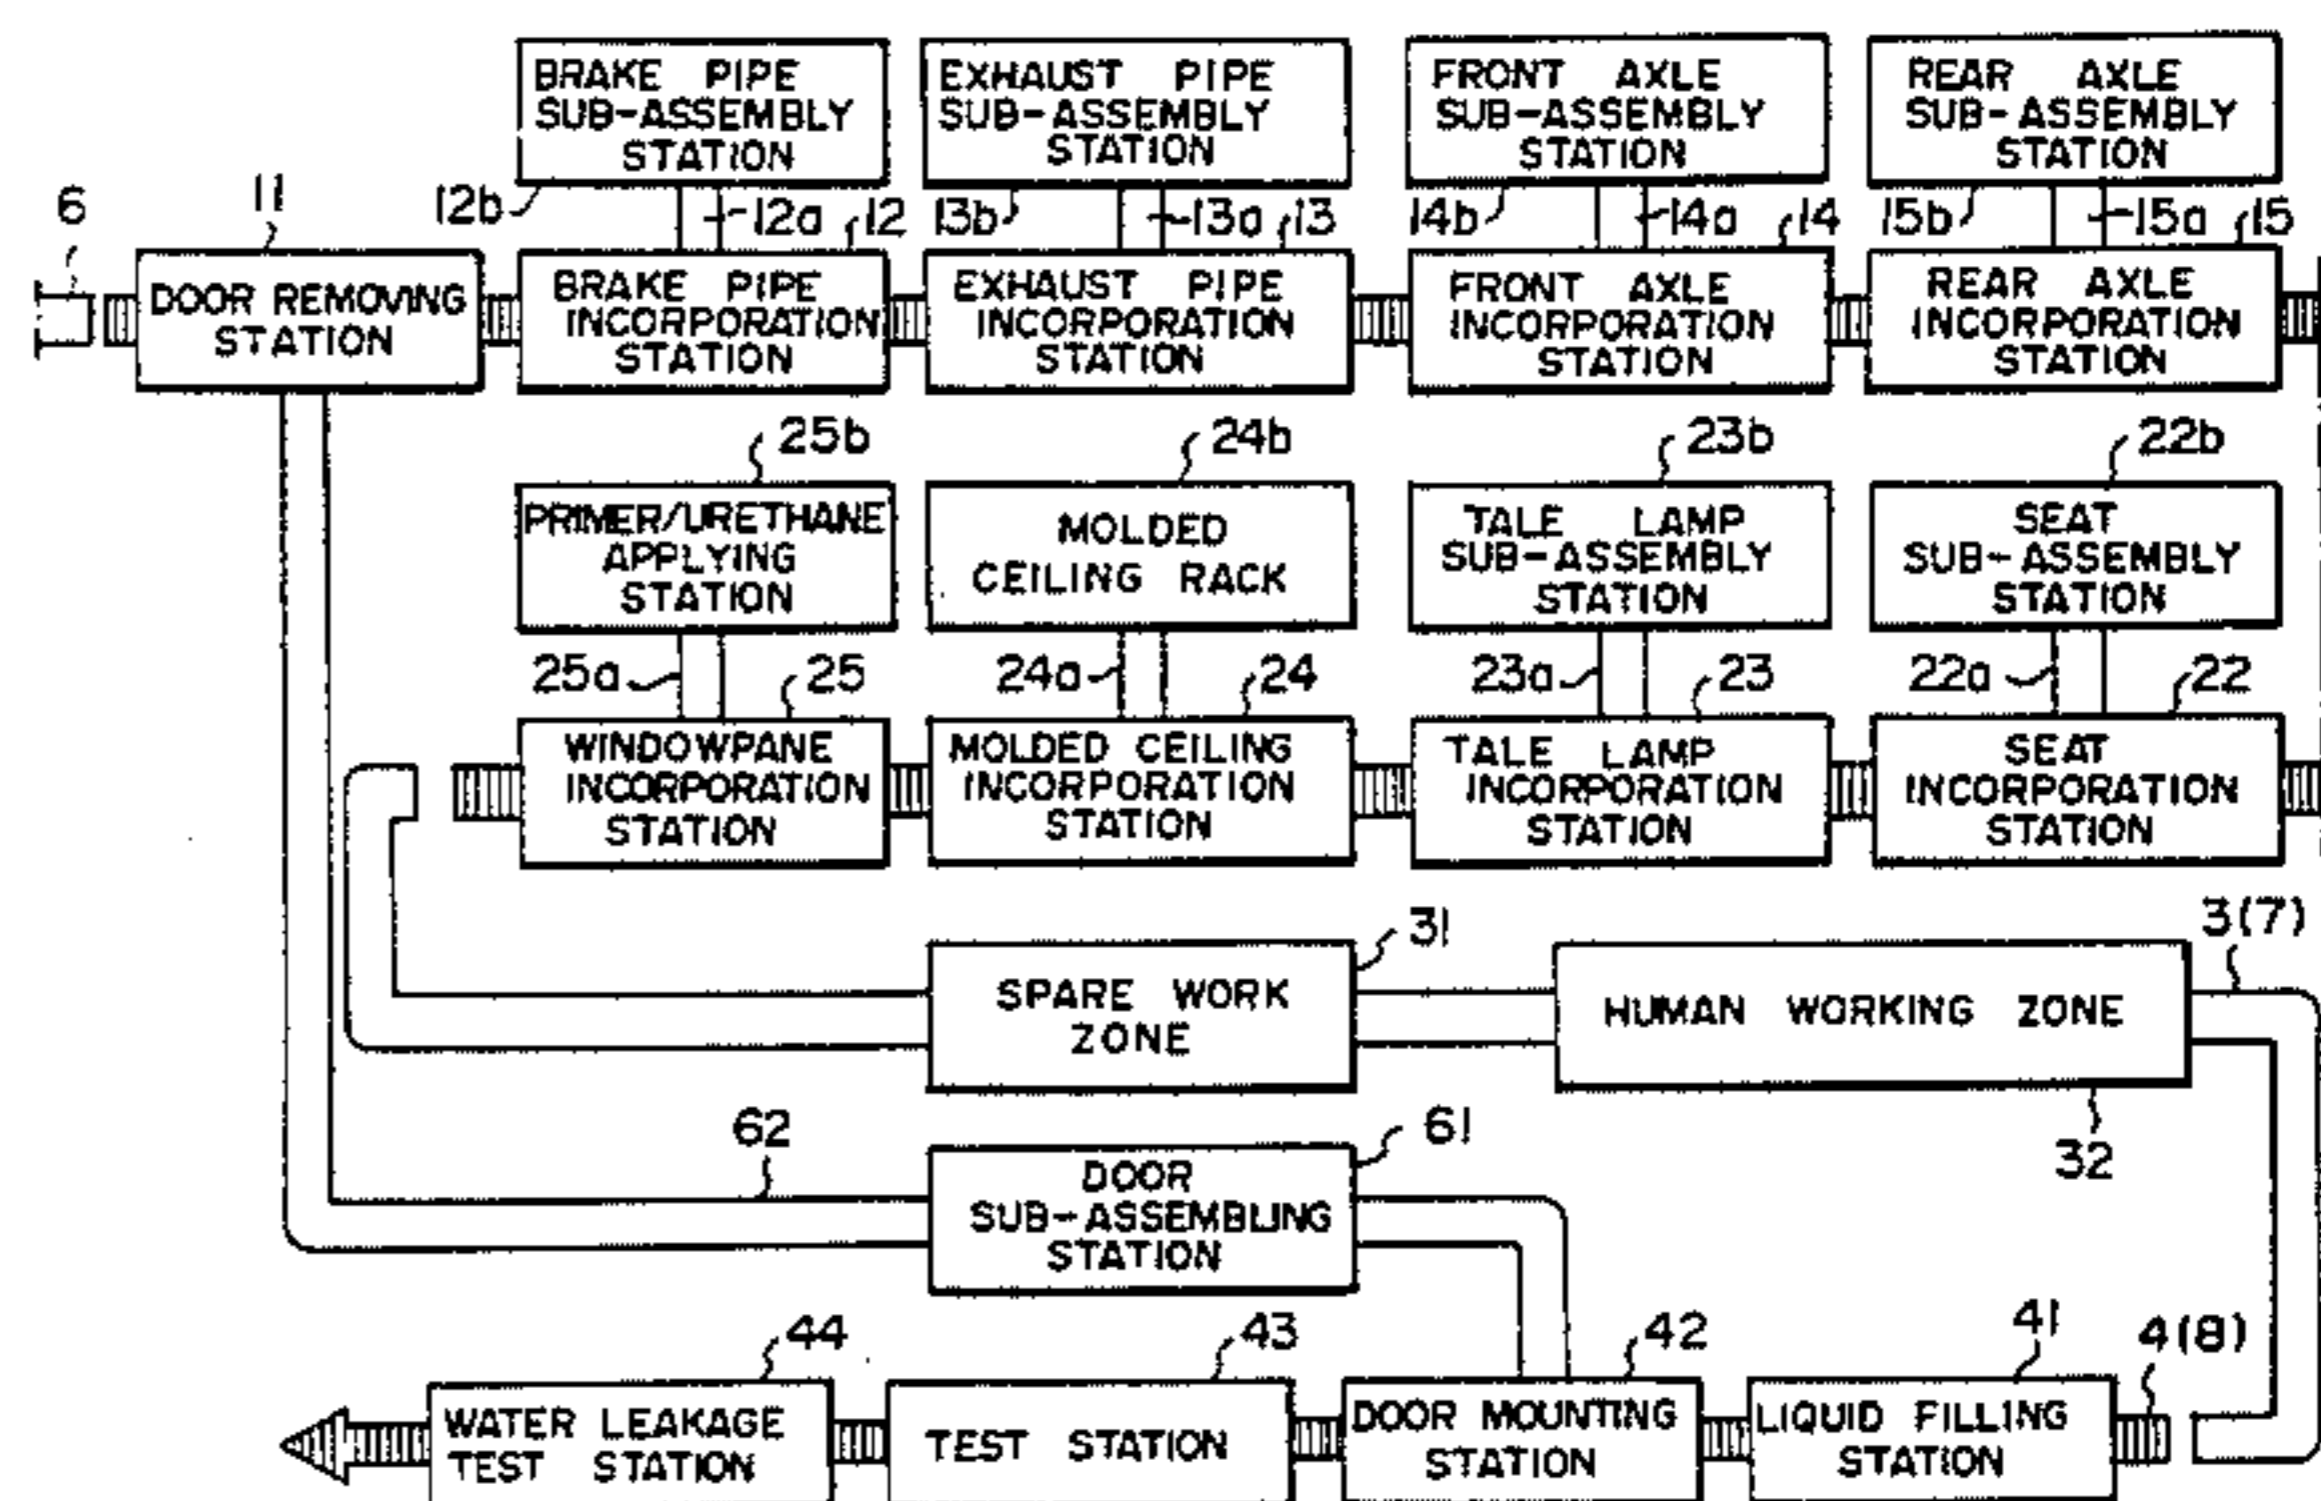 BRAKE PIPE
SUB-ASSEMBLY
STATION
EXHAUST PIPE
SUB-ASSEMBLY
STATION
FRONT AXLE
SUB-ASSEMBLY
STATION
REAR AXLE
SUB-ASSEMBLY
STATION
6
11
12b
12a
12
13b
13a
13
14b
14a
14
15b
15a
15
DOOR REMOVING
STATION
BRAKE PIPE
INCORPORATION
STATION
EXHAUST PIPE
INCORPORATION
STATION
FRONT AXLE
INCORPORATION
STATION
REAR AXLE
INCORPORATION
STATION
25b
24b
23b
22b
PRIMER/URETHANE
APPLYING
STATION
MOLDED
CEILING RACK
TALE LAMP
SUB-ASSEMBLY
STATION
SEAT
SUB-ASSEMBLY
STATION
25a
25
24a
24
23a
23
22a
22
WINDOWPANE
INCORPORATION
STATION
MOLDED CEILING
INCORPORATION
STATION
TALE LAMP
INCORPORATION
STATION
SEAT
INCORPORATION
STATION
31
3(7)
SPARE WORK
ZONE
HUMAN WORKING ZONE
32
62
61
DOOR
SUB-ASSEMBLING
STATION
44
43
42
41
4(8)
WATER LEAKAGE
TEST STATION
TEST STATION
DOOR MOUNTING
STATION
LIQUID FILLING
STATION